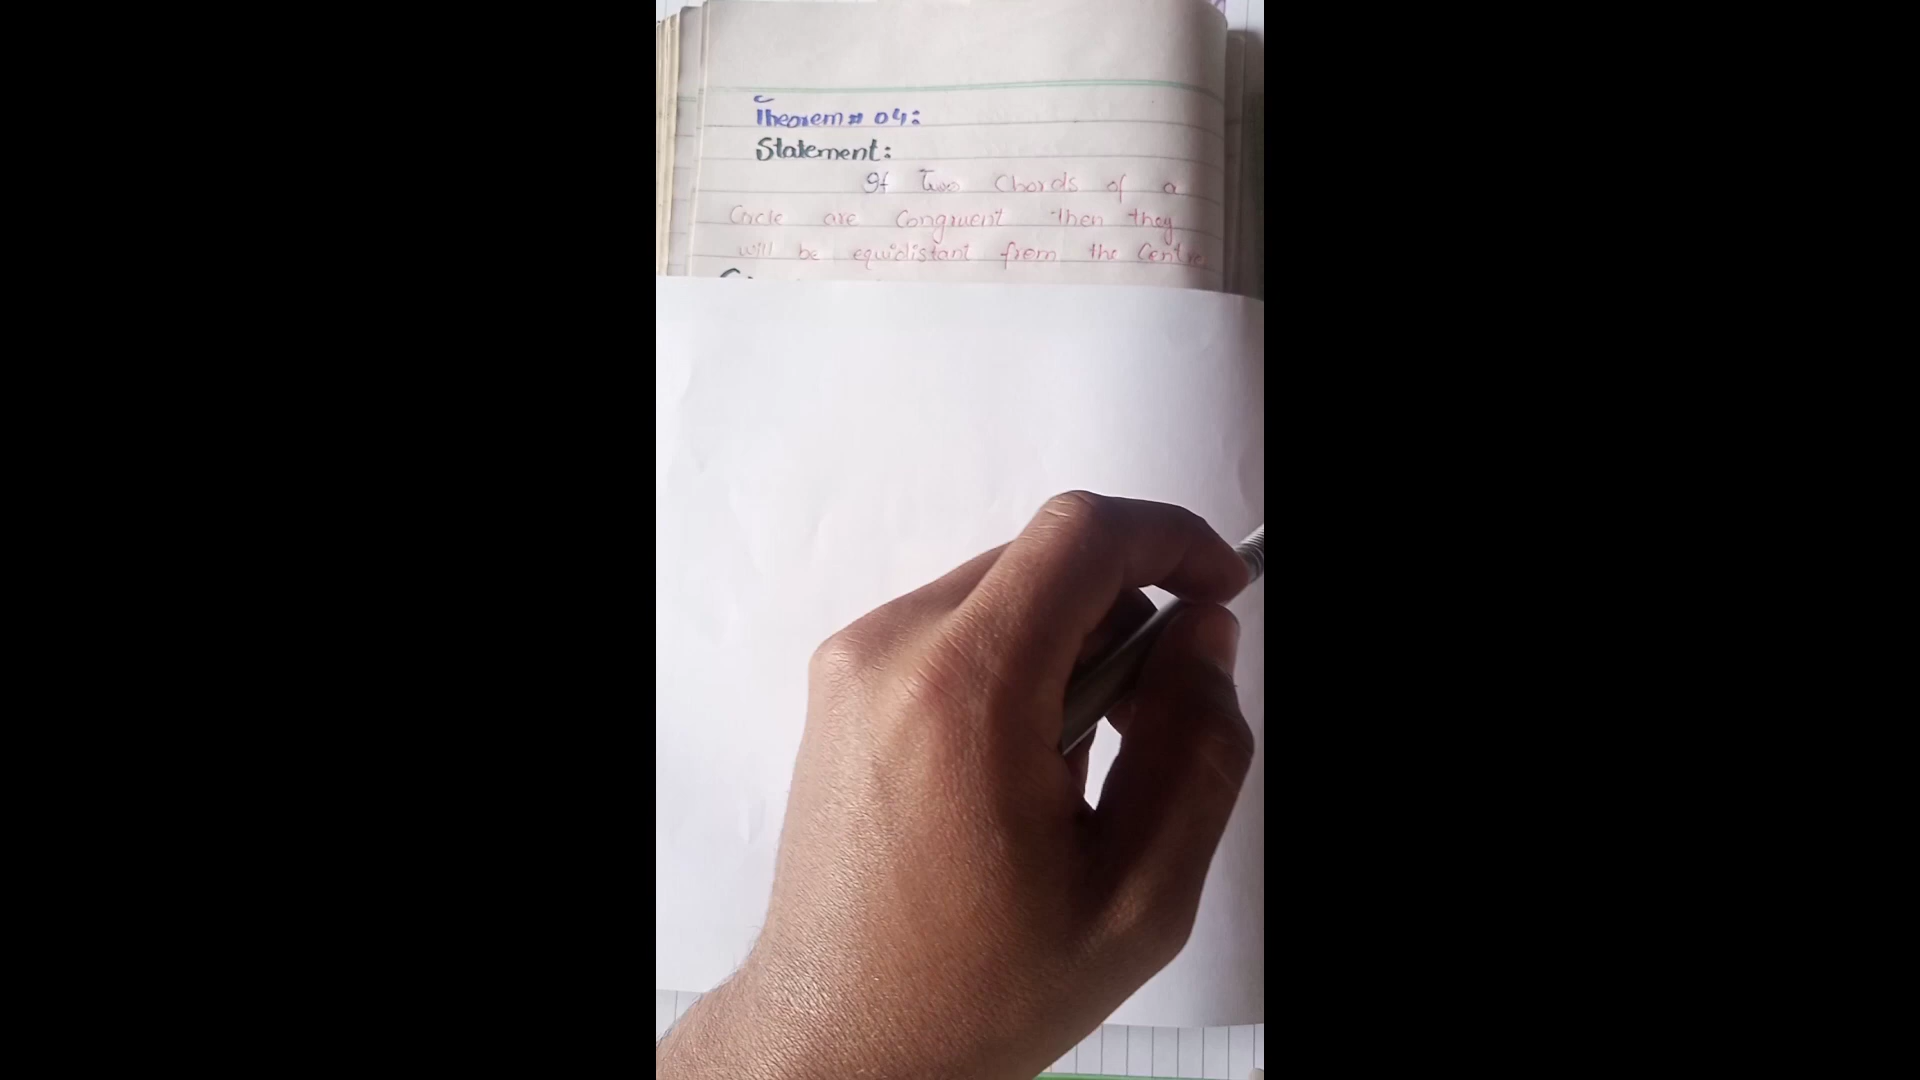 Theorem # 04:
Statement:
If Two Chords of a
Circle are Congruent then they
will be equidistant from the Centre